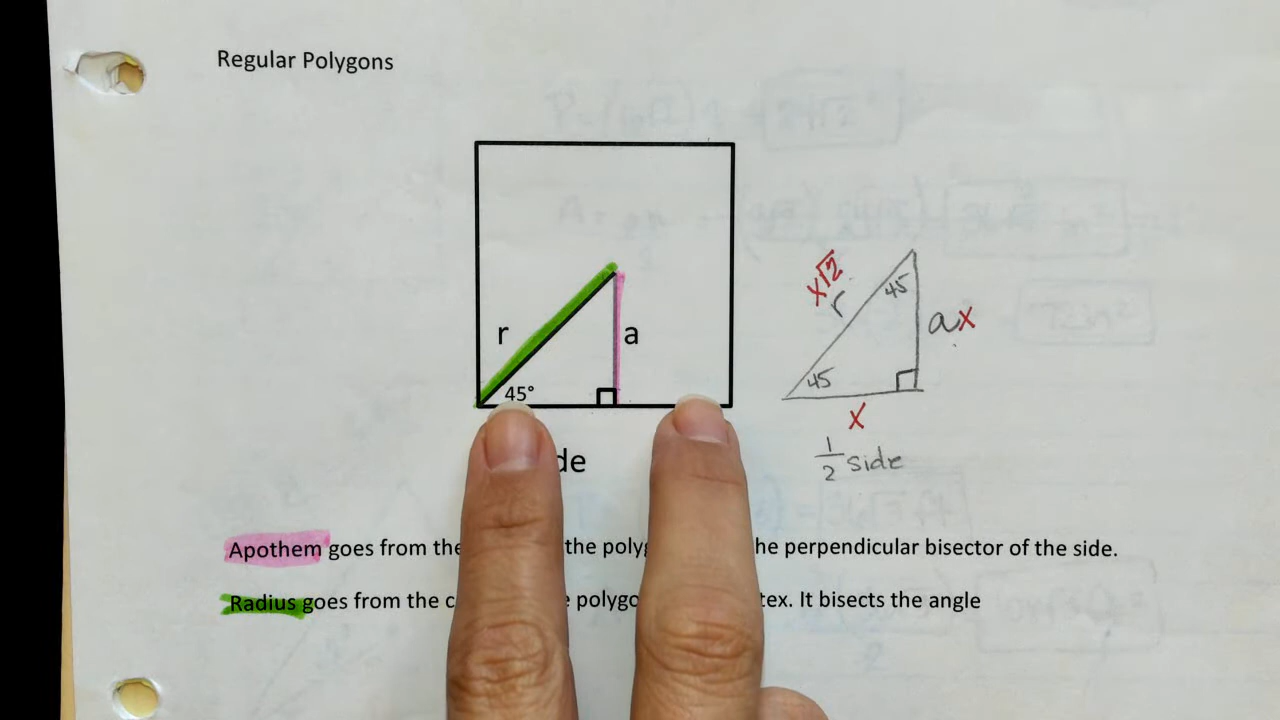 Regular Polygons
r
a
45°
de
x√2
r
45
a x
45
x
1/2 side
Apothem goes from the the polyg he perpendicular bisector of the side.
Radius goes from the c e polygo tex. It bisects the angle